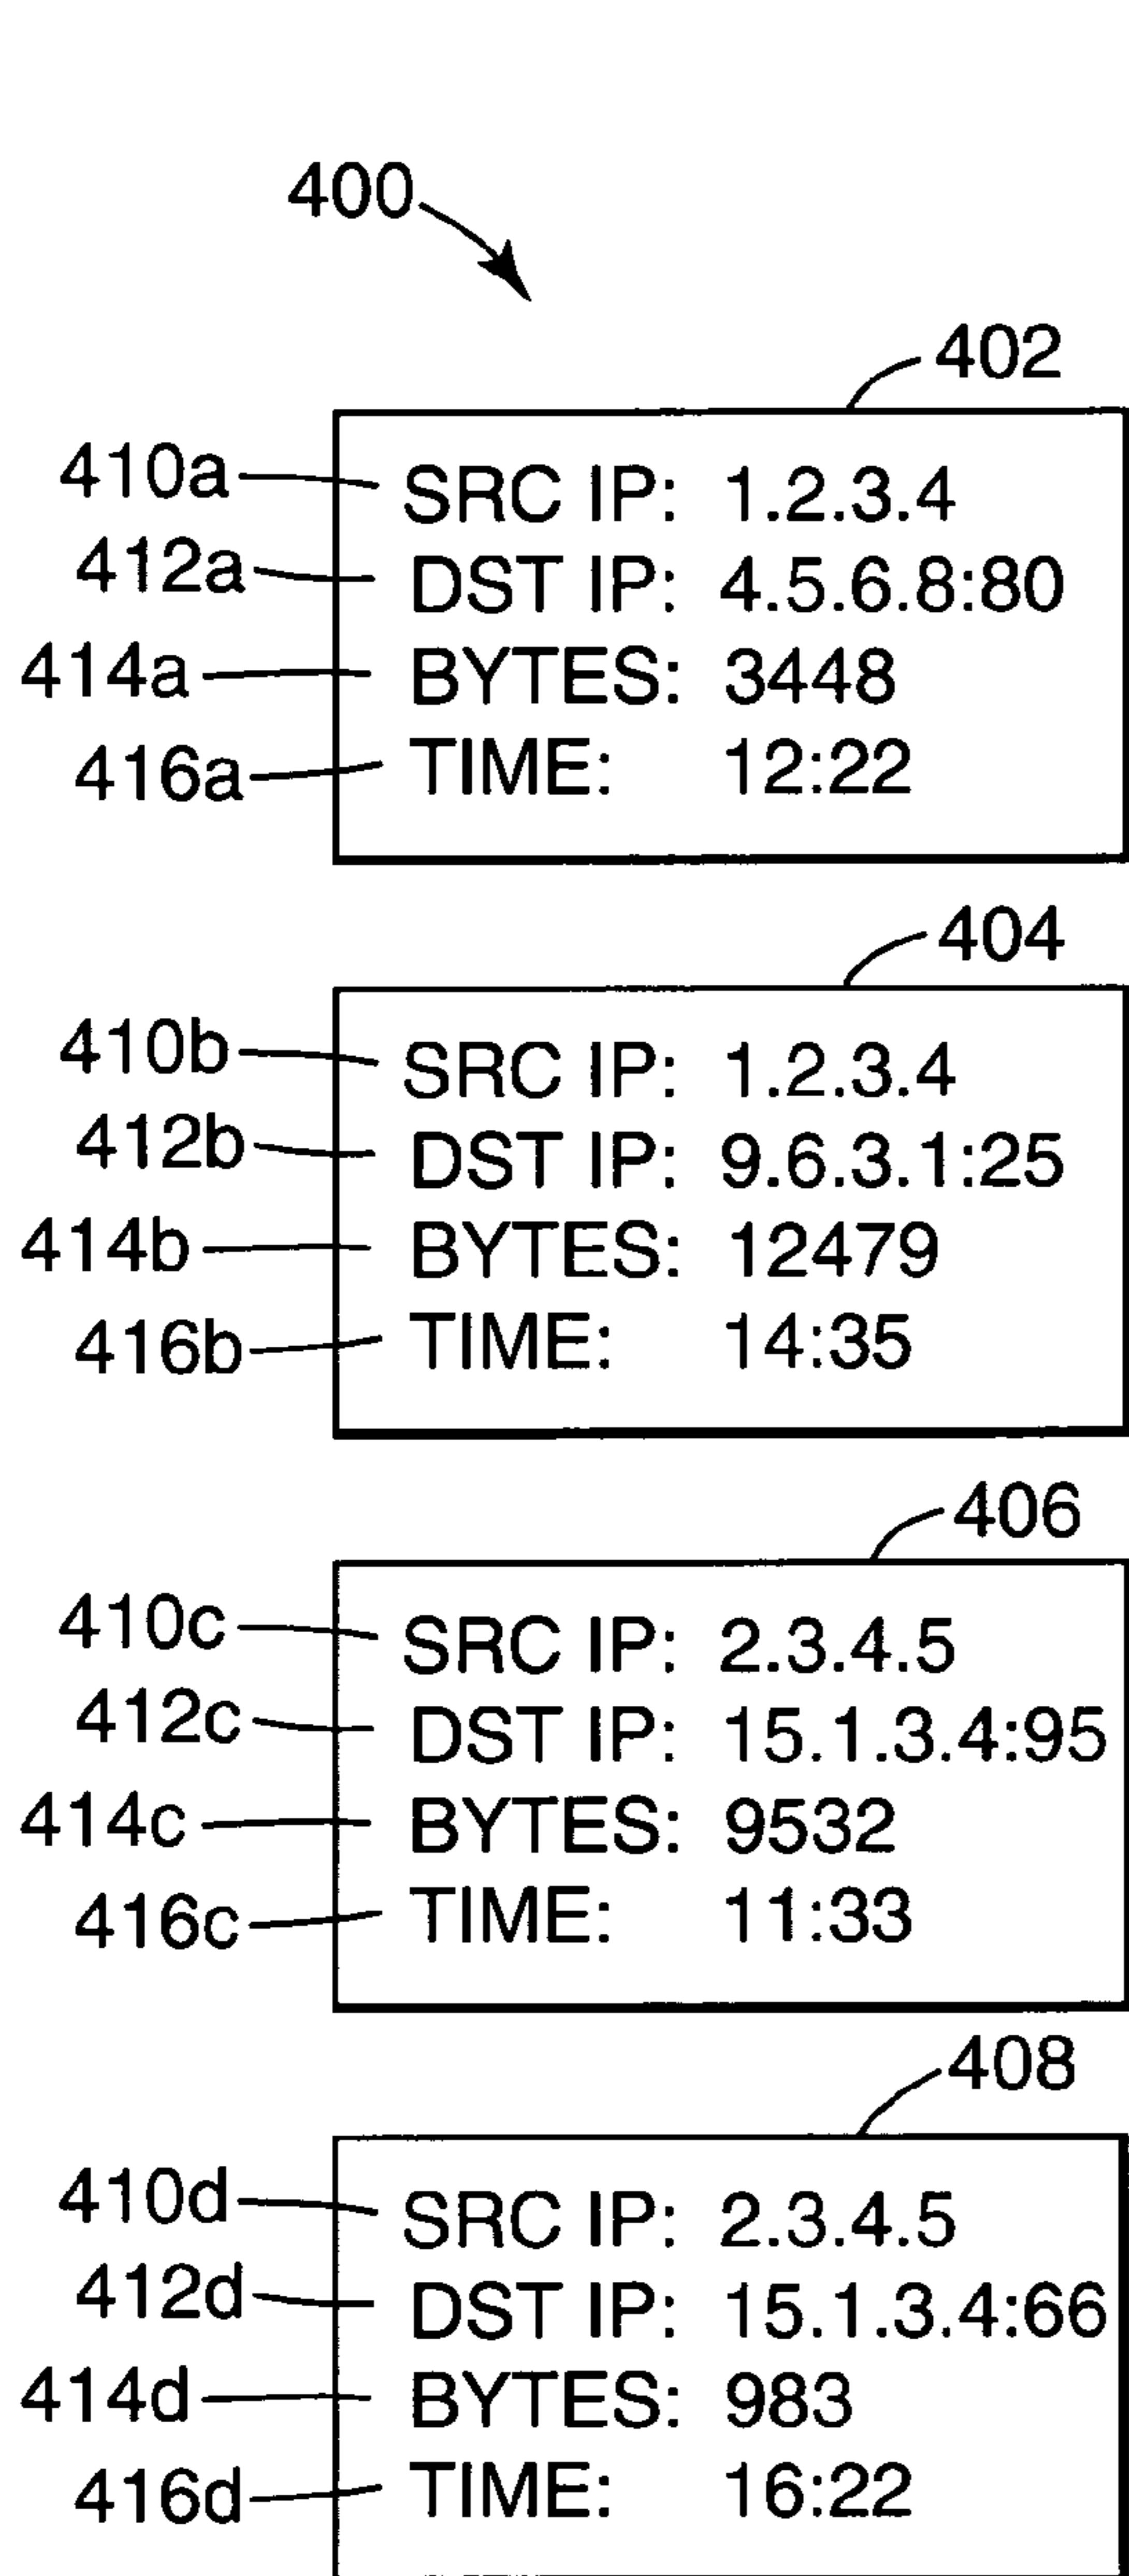 400
402
410a SRC IP: 1.2.3.4
412a DST IP: 4.5.6.8:80
414a BYTES: 3448
416a TIME: 12:22
404
410b SRC IP: 1.2.3.4
412b DST IP: 9.6.3.1:25
414b BYTES: 12479
416b TIME: 14:35
406
410c SRC IP: 2.3.4.5
412c DST IP: 15.1.3.4:95
414c BYTES: 9532
416c TIME: 11:33
408
410d SRC IP: 2.3.4.5
412d DST IP: 15.1.3.4:66
414d BYTES: 983
416d TIME: 16:22